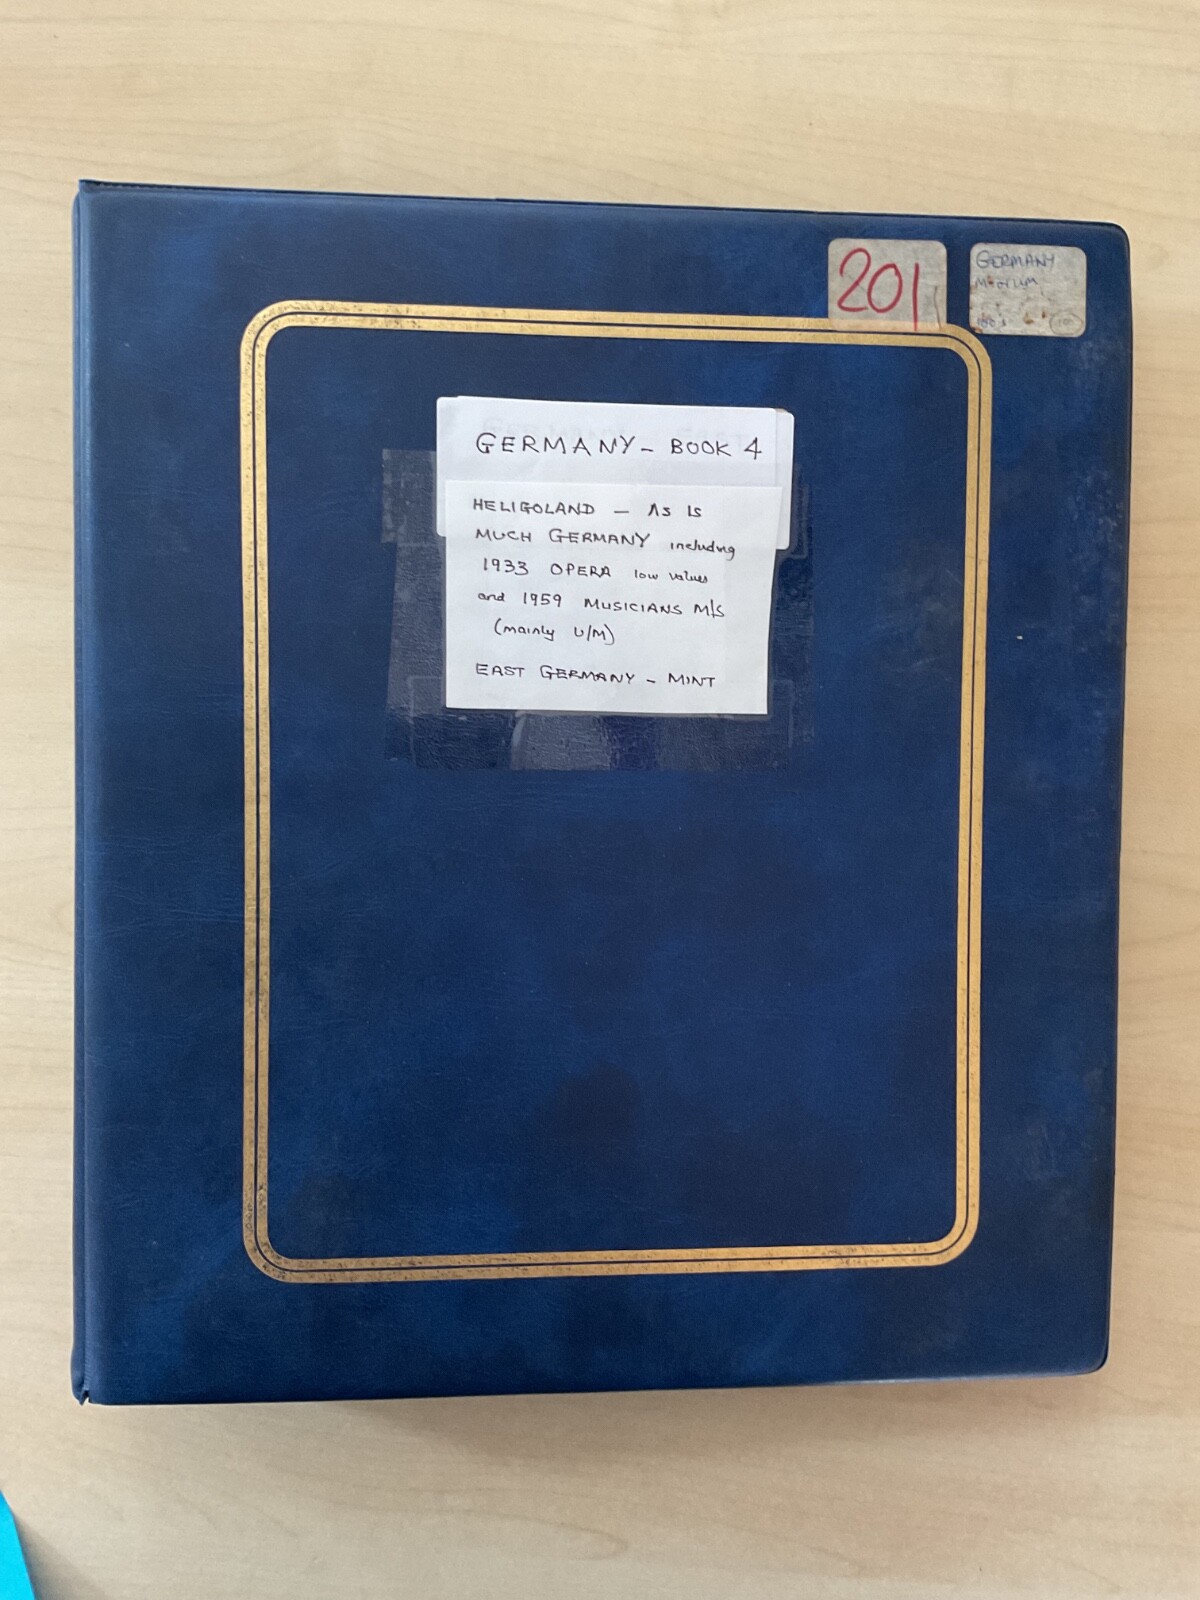 201
GERMANY
GERMANY - BOOK 4
HELIGOLAND - AS IS
MUCH GERMANY including
1933 OPERA low values
and 1959 MUSICIANS M/S
(mainly U/M)
EAST GERMANY - MINT